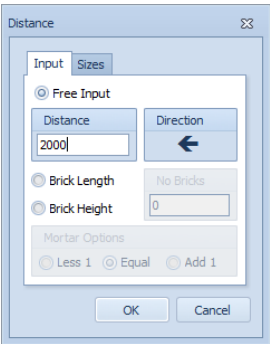 Distance
Input Sizes
Free Input
Distance Direction
2000
Brick Length No Bricks
Brick Height 0
Mortar Options
Less 1 Equal Add 1
OK Cancel